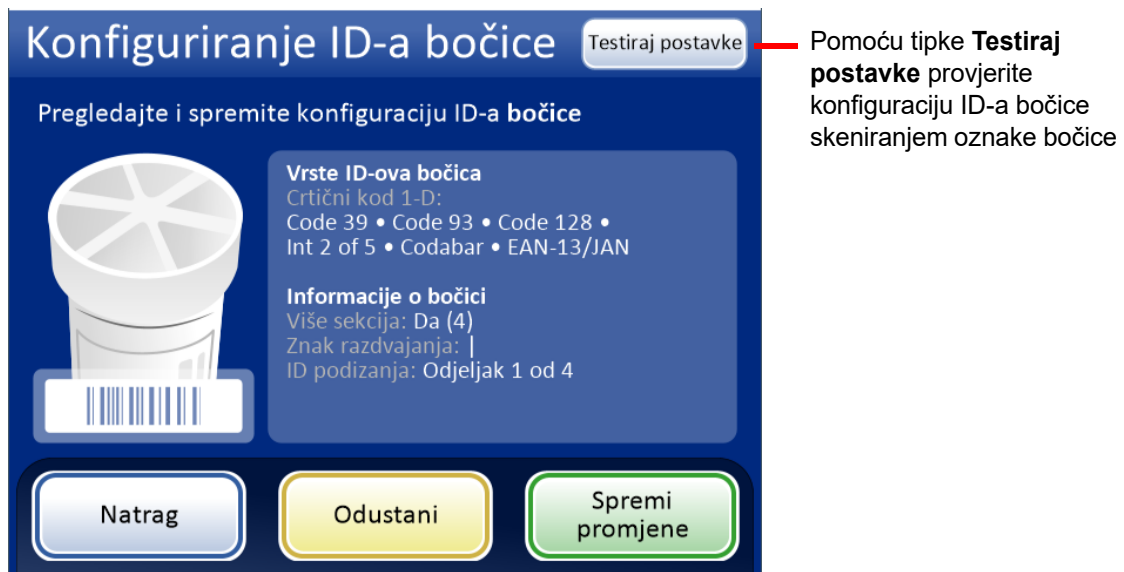 Konfiguriranje ID-a bočice
Testiraj postavke
Pregledajte i spremite konfiguraciju ID-a bočice
Vrste ID-ova bočica
Crtični kod 1-D:
Code 39 • Code 93 • Code 128 •
Int 2 of 5 • Codabar • EAN-13/JAN
Informacije o bočici
Više sekcija: Da (4)
Znak razdvajanja: |
ID podizanja: Odjeljak 1 od 4
Natrag
Odustani
Spremi
promjene
Pomoću tipke Testiraj
postavke provjerite
konfiguraciju ID-a bočice
skeniranjem oznake bočice